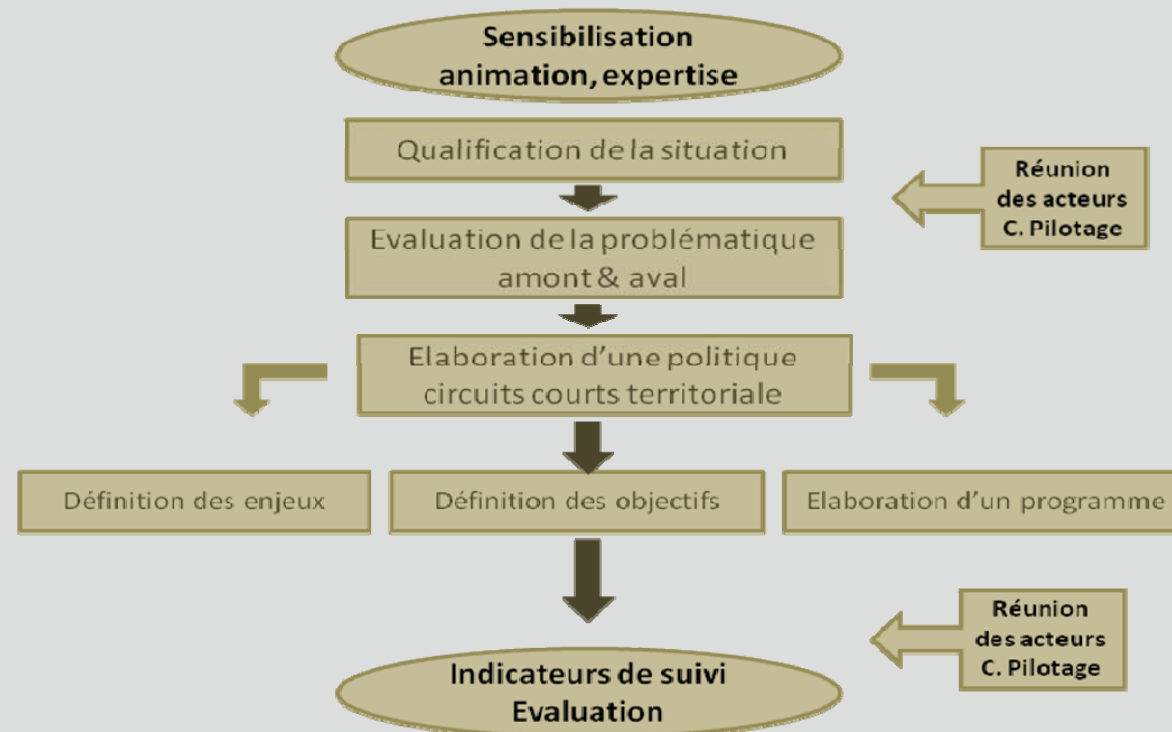 Sensibilisation
animation, expertise
Qualification de la situation
Réunion
des acteurs
C. Pilotage
Evaluation de la problématique
amont & aval
Elaboration d'une politique
circuits courts territoriale
Définition des enjeux
Définition des objectifs
Elaboration d'un programme
Réunion
des acteurs
C. Pilotage
Indicateurs de suivi
Evaluation